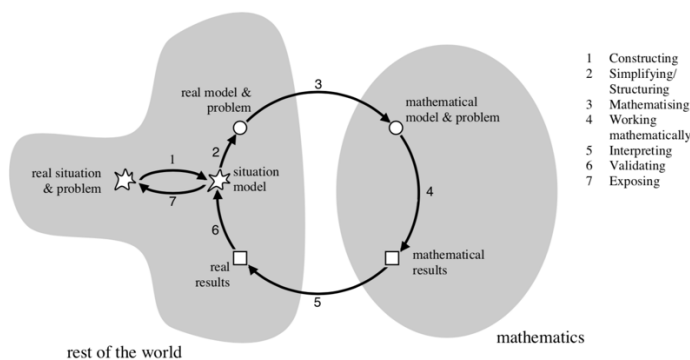 real model &
problem
3
mathematical
model & problem
real situation
& problem
1
7
2
situation
model
4
6
real
results
mathematical
results
5
rest of the world
mathematics
1 Constructing
2 Simplifying/
Structuring
3 Mathematising
4 Working
mathematically
5 Interpreting
6 Validating
7 Exposing